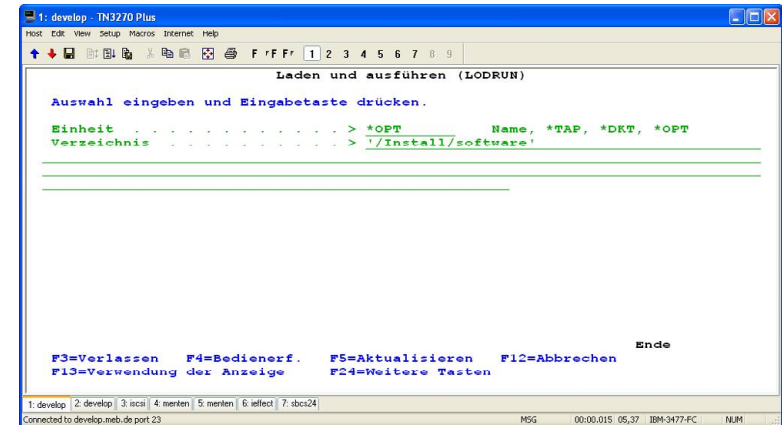 1: develop - TN3270 Plus
Host Edit View Setup Macros Internet Help
F F F F 1 2 3 4 5 6 7 8 9
Laden und ausführen (LODRUN)
Auswahl eingeben und Eingabetaste drücken.
Einheit . . . . . . . . . . . > *OPT Name, *TAP, *DKT, *OPT
Verzeichnis . . . . . . . . . > '/Install/software'
Ende
F3=Verlassen F4=Bedienerf. F5=Aktualisieren F12=Abbrechen
F13=Verwendung der Anzeige F24=Weitere Tasten
1: develop 2: develop 3: iscsi 4: menten 5: menten 6: ieffect 7: sbcs24
Connected to develop.meb.de port 23 MSG 00:00.015 05,37 IBM-3477-FC NUM